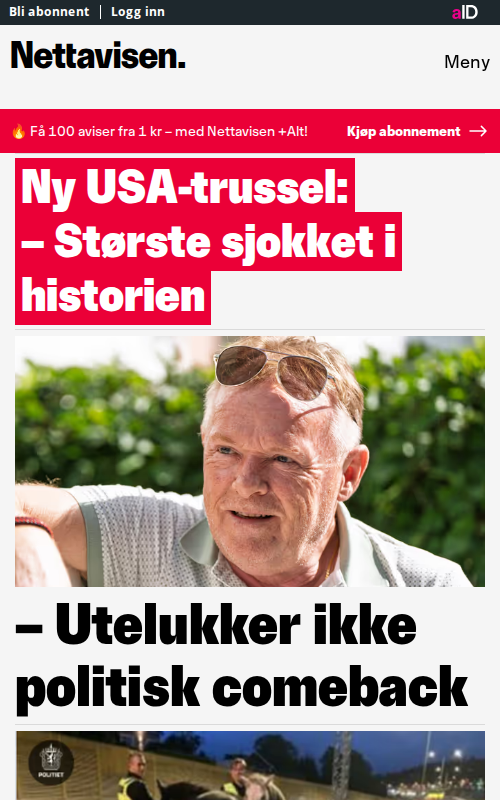 Bli abonnent | Logg inn
aID
Nettavisen.
Meny
🔥 Få 100 aviser fra 1 kr – med Nettavisen +Alt!
Kjøp abonnement →
Ny USA-trussel:
– Største sjokket i
historien
– Utelukker ikke
politisk comeback
POLITIET